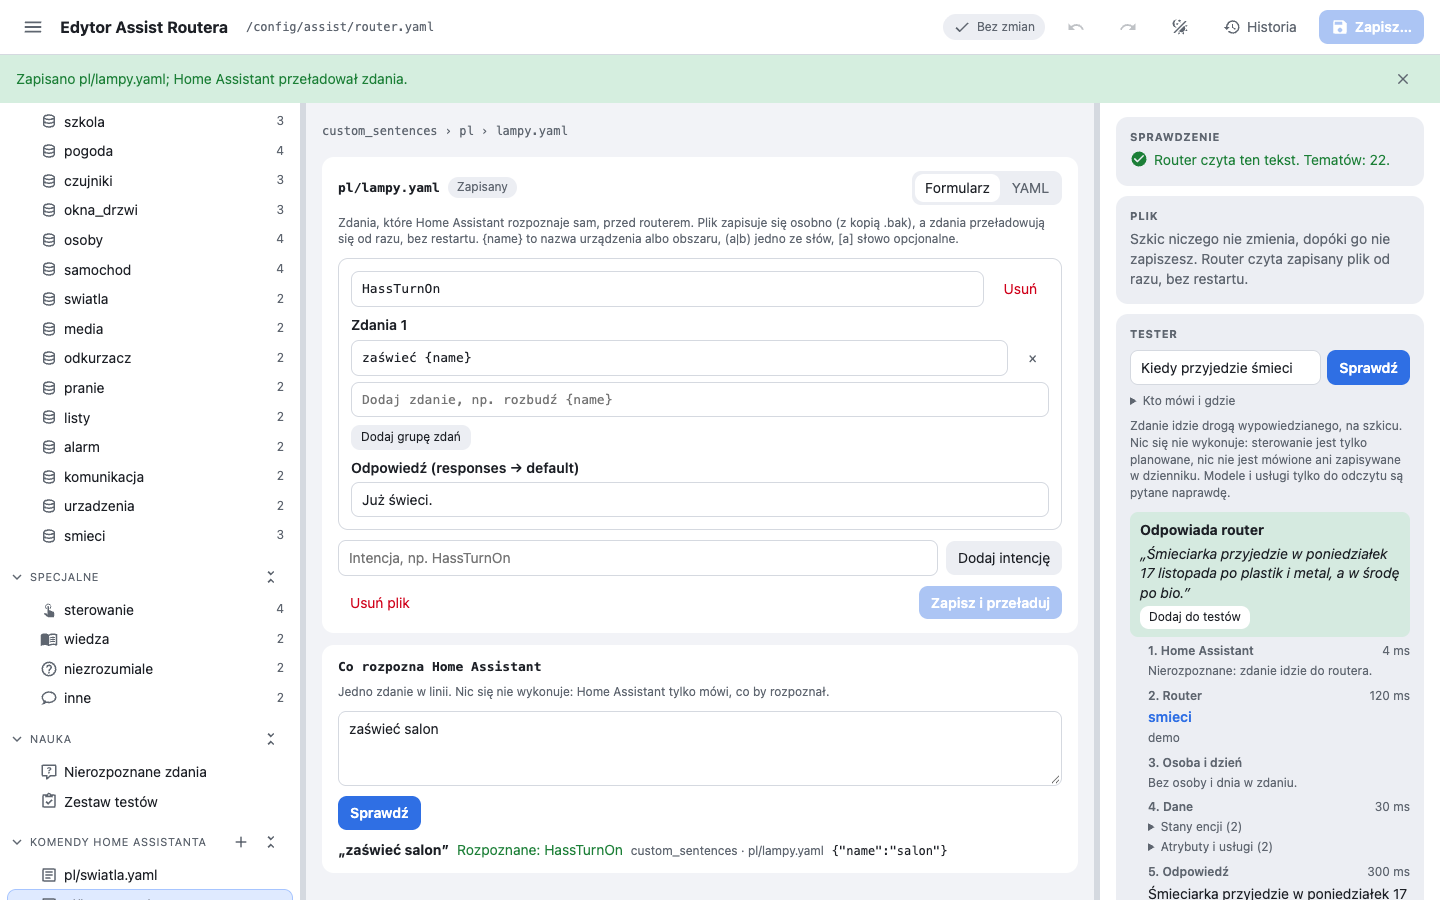 Edytor Assist Routera
/config/assist/router.yaml
Bez zmian
Historia
Zapisz...
Zapisano pl/lampy.yaml; Home Assistant przeładował zdania.
szkola 3
pogoda 4
czujniki 3
okna_drzwi 3
osoby 4
samochod 4
swiatla 2
media 2
odkurzacz 2
pranie 2
listy 2
alarm 2
komunikacja 2
urzadzenia 2
smieci 3
SPECJALNE
sterowanie 4
wiedza 2
niezrozumiale 2
inne 2
NAUKA
Nierozpoznane zdania
Zestaw testów
KOMENDY HOME ASSISTANTA
pl/swiatla.yaml
custom_sentences › pl › lampy.yaml
pl/lampy.yaml Zapisany
Formularz YAML
Zdania, które Home Assistant rozpoznaje sam, przed routerem. Plik zapisuje się osobno (z kopią .bak), a zdania przeładowują
się od razu, bez restartu. {name} to nazwa urządzenia albo obszaru, (a|b) jedno ze słów, [a] słowo opcjonalne.
HassTurnOn
Usuń
Zdania 1
zaświeć {name}
×
Dodaj zdanie, np. rozbudź {name}
Dodaj grupę zdań
Odpowiedź (responses → default)
Już świeci.
Intencja, np. HassTurnOn
Dodaj intencję
Usuń plik
Zapisz i przeładuj
Co rozpozna Home Assistant
Jedno zdanie w linii. Nic się nie wykonuje: Home Assistant tylko mówi, co by rozpoznał.
zaświeć salon
Sprawdź
„zaświeć salon” Rozpoznane: HassTurnOn custom_sentences · pl/lampy.yaml {"name":"salon"}
SPRAWDZENIE
Router czyta ten tekst. Tematów: 22.
PLIK
Szkic niczego nie zmienia, dopóki go nie
zapiszesz. Router czyta zapisany plik od
razu, bez restartu.
TESTER
Kiedy przyjedzie śmieci
Sprawdź
Kto mówi i gdzie
Zdanie idzie drogą wypowiedzianego, na szkicu.
Nic się nie wykonuje: sterowanie jest tylko
planowane, nic nie jest mówione ani zapisywane
w dzienniku. Modele i usługi tylko do odczytu są
pytane naprawdę.
Odpowiada router
„Śmieciarka przyjedzie w poniedziałek
17 listopada po plastik i metal, a w środę
po bio.”
Dodaj do testów
1. Home Assistant 4 ms
Nierozpoznane: zdanie idzie do routera.
2. Router 120 ms
smieci
demo
3. Osoba i dzień
Bez osoby i dnia w zdaniu.
4. Dane 30 ms
Stany encji (2)
Atrybuty i usługi (2)
5. Odpowiedź 300 ms
Śmieciarka przyjedzie w poniedziałek 17